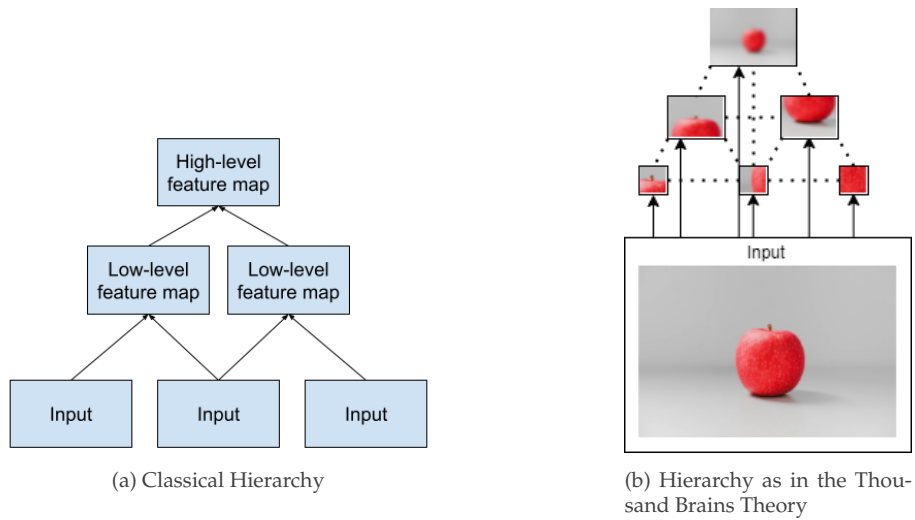 High-level
feature map
Low-level
feature map
Low-level
feature map
Input
Input
Input
(a) Classical Hierarchy
Input
(b) Hierarchy as in the Thou-
sand Brains Theory